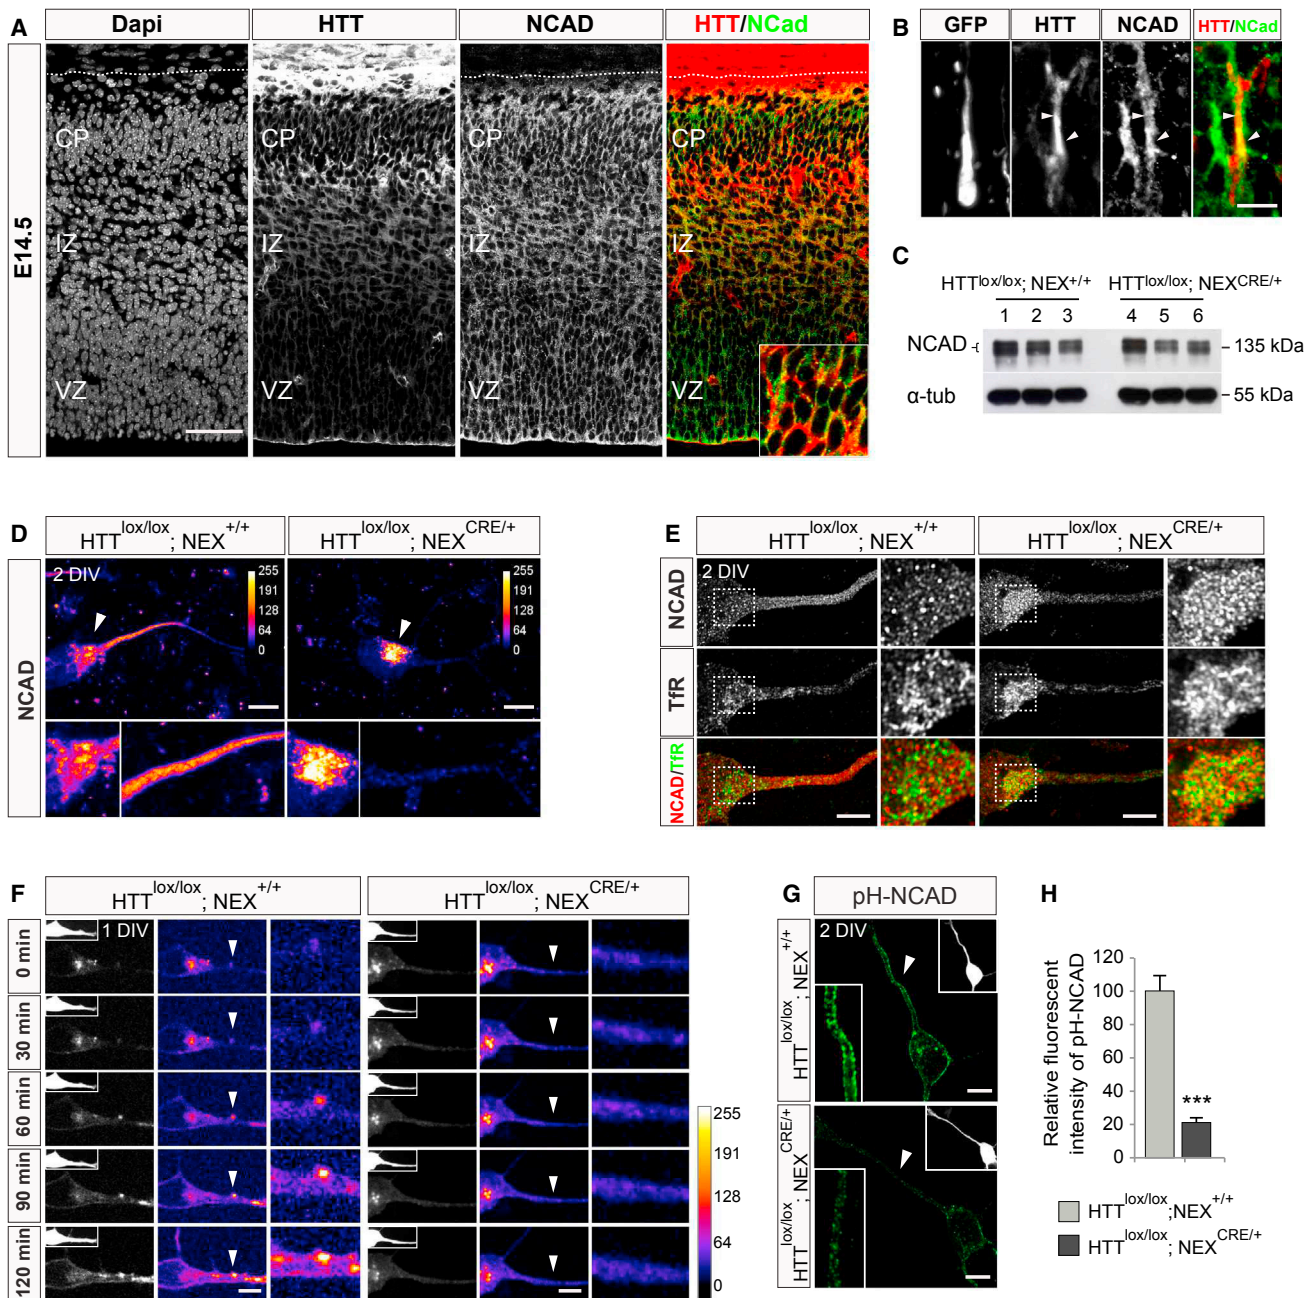 A
Dapi
HTT
NCAD
HTT/NCad
E14.5
CP
IZ
VZ
CP
IZ
VZ
CP
IZ
VZ
CP
IZ
VZ
B
GFP
HTT
NCAD
HTT/NCad
C
HTTlox/lox; NEX+/+
HTTlox/lox; NEXCRE/+
1 2 3 4 5 6
NCAD
135 kDa
α-tub
55 kDa
D
HTTlox/lox; NEX+/+
HTTlox/lox; NEXCRE/+
NCAD
2 DIV
255
191
128
64
0
255
191
128
64
0
E
HTTlox/lox; NEX+/+
HTTlox/lox; NEXCRE/+
2 DIV
NCAD
TfR
NCAD/TfR
F
HTTlox/lox; NEX+/+
HTTlox/lox; NEXCRE/+
1 DIV
0 min
30 min
60 min
90 min
120 min
255
191
128
64
0
G
pH-NCAD
2 DIV
HTTlox/lox; NEX+/+
HTTlox/lox; NEXCRE/+
H
Relative fluorescent
intensity of pH-NCAD
120
100
80
60
40
20
0
***
HTTlox/lox;NEX+/+
HTTlox/lox; NEXCRE/+